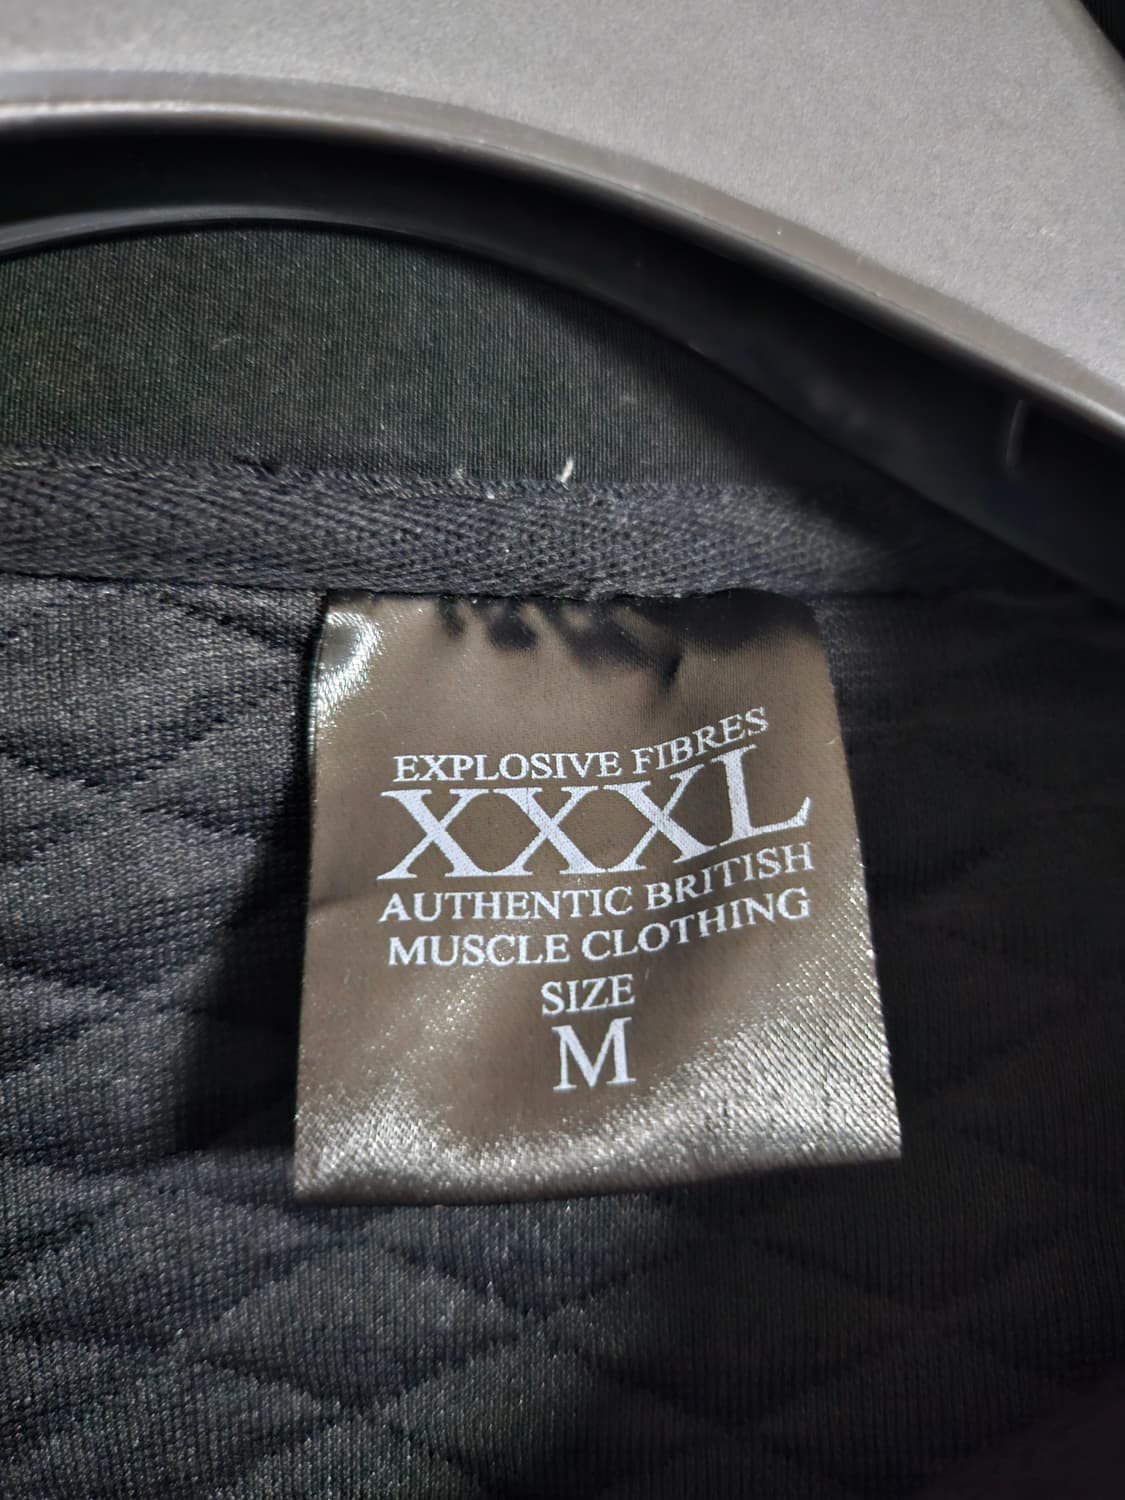 EXPLOSIVE FIBRES
XXXL
AUTHENTIC BRITISH
MUSCLE CLOTHING
SIZE
M